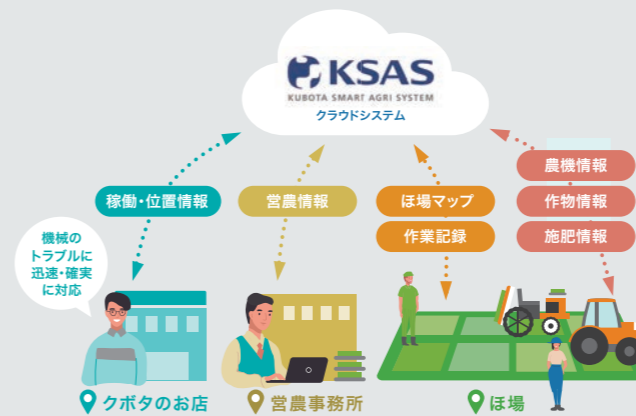 KSAS
KUBOTA SMART AGRI SYSTEM
クラウドシステム
稼働・位置情報
営農情報
ほ場マップ
作業記録
農機情報
作物情報
施肥情報
機械の
トラブルに
迅速・確実
に対応
クボタのお店
営農事務所
ほ場